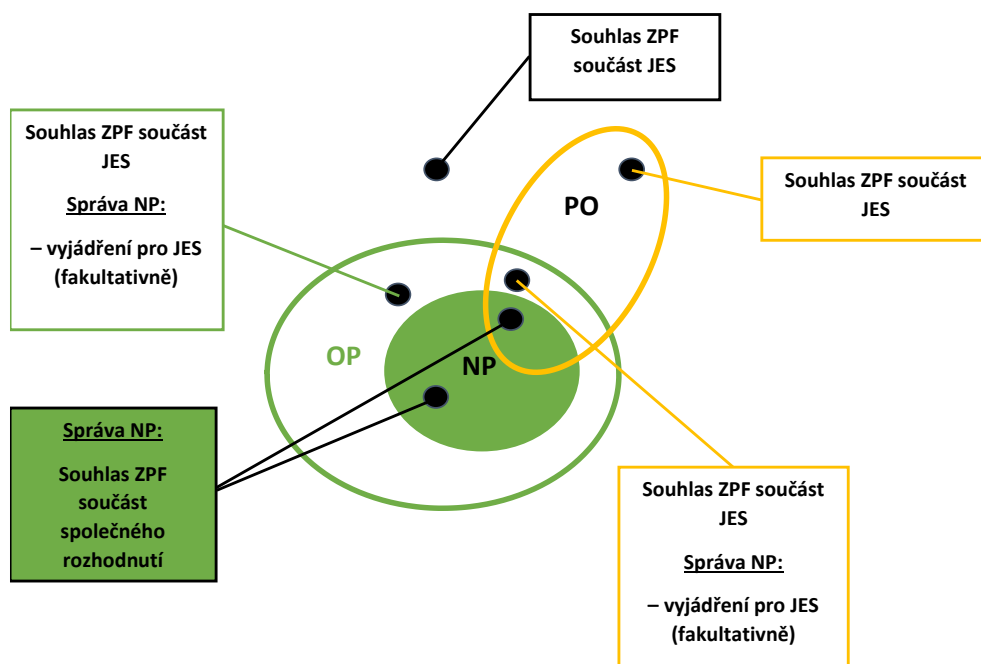 Souhlas ZPF
součást JES
Souhlas ZPF součást
JES
Správa NP:
– vyjádření pro JES
(fakultativně)
PO
Souhlas ZPF součást
JES
OP
NP
Správa NP:
Souhlas ZPF
součást
společného
rozhodnutí
Souhlas ZPF součást
JES
Správa NP:
– vyjádření pro JES
(fakultativně)